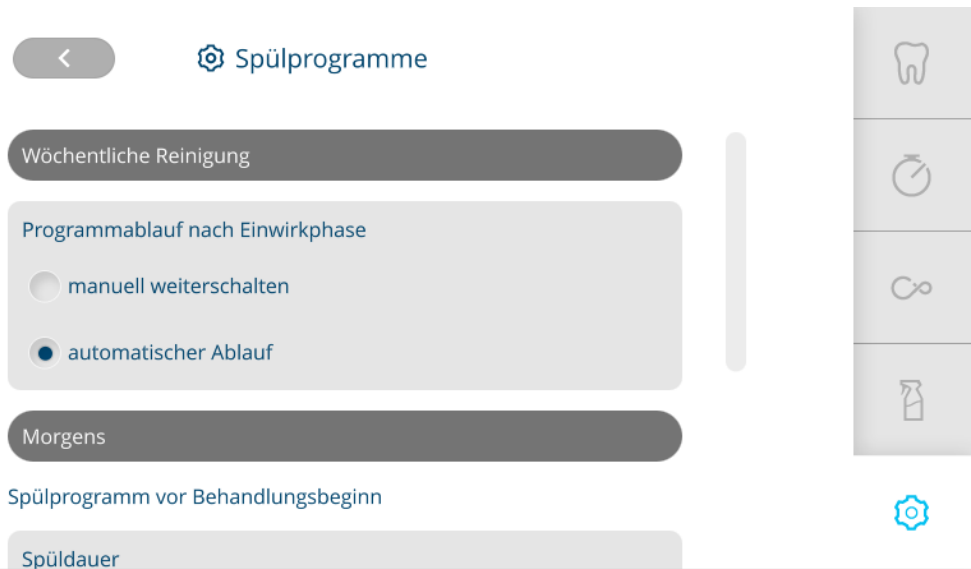 Spülprogramme
Wöchentliche Reinigung
Programmablauf nach Einwirkphase
manuell weiterschalten
automatischer Ablauf
Morgens
Spülprogramm vor Behandlungsbeginn
Spüldauer